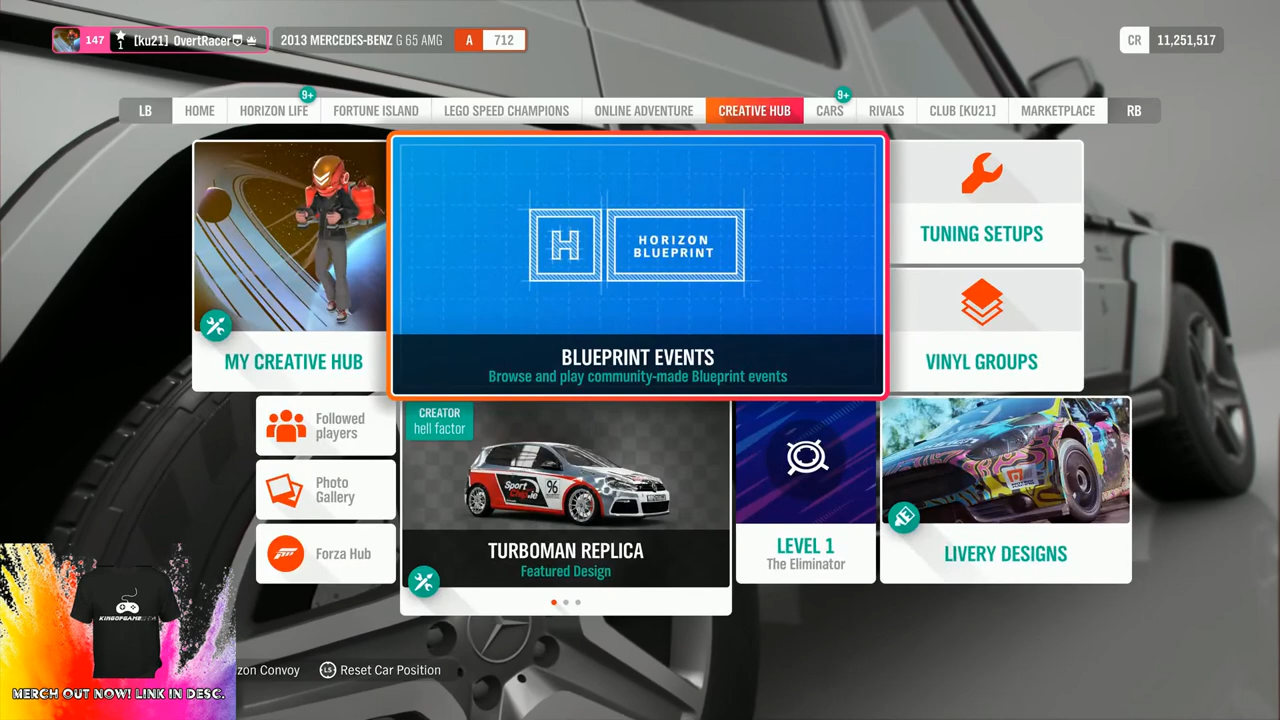 147 1 [ku21] OvertRacer
2013 MERCEDES-BENZ G 65 AMG A 712
CR 11,251,517
LB HOME HORIZON LIFE 9+ FORTUNE ISLAND LEGO SPEED CHAMPIONS ONLINE ADVENTURE CREATIVE HUB CARS 9+ RIVALS CLUB [KU21] MARKETPLACE RB
MY CREATIVE HUB
H HORIZON
BLUEPRINT
BLUEPRINT EVENTS
Browse and play community-made Blueprint events
TUNING SETUPS
VINYL GROUPS
Followed
players
Photo
Gallery
Forza Hub
CREATOR
hell factor
96
TURBOMAN REPLICA
Featured Design
LEVEL 1
The Eliminator
LIVERY DESIGNS
MERCH OUT NOW! LINK IN DESC.
zon Convoy
LS Reset Car Position